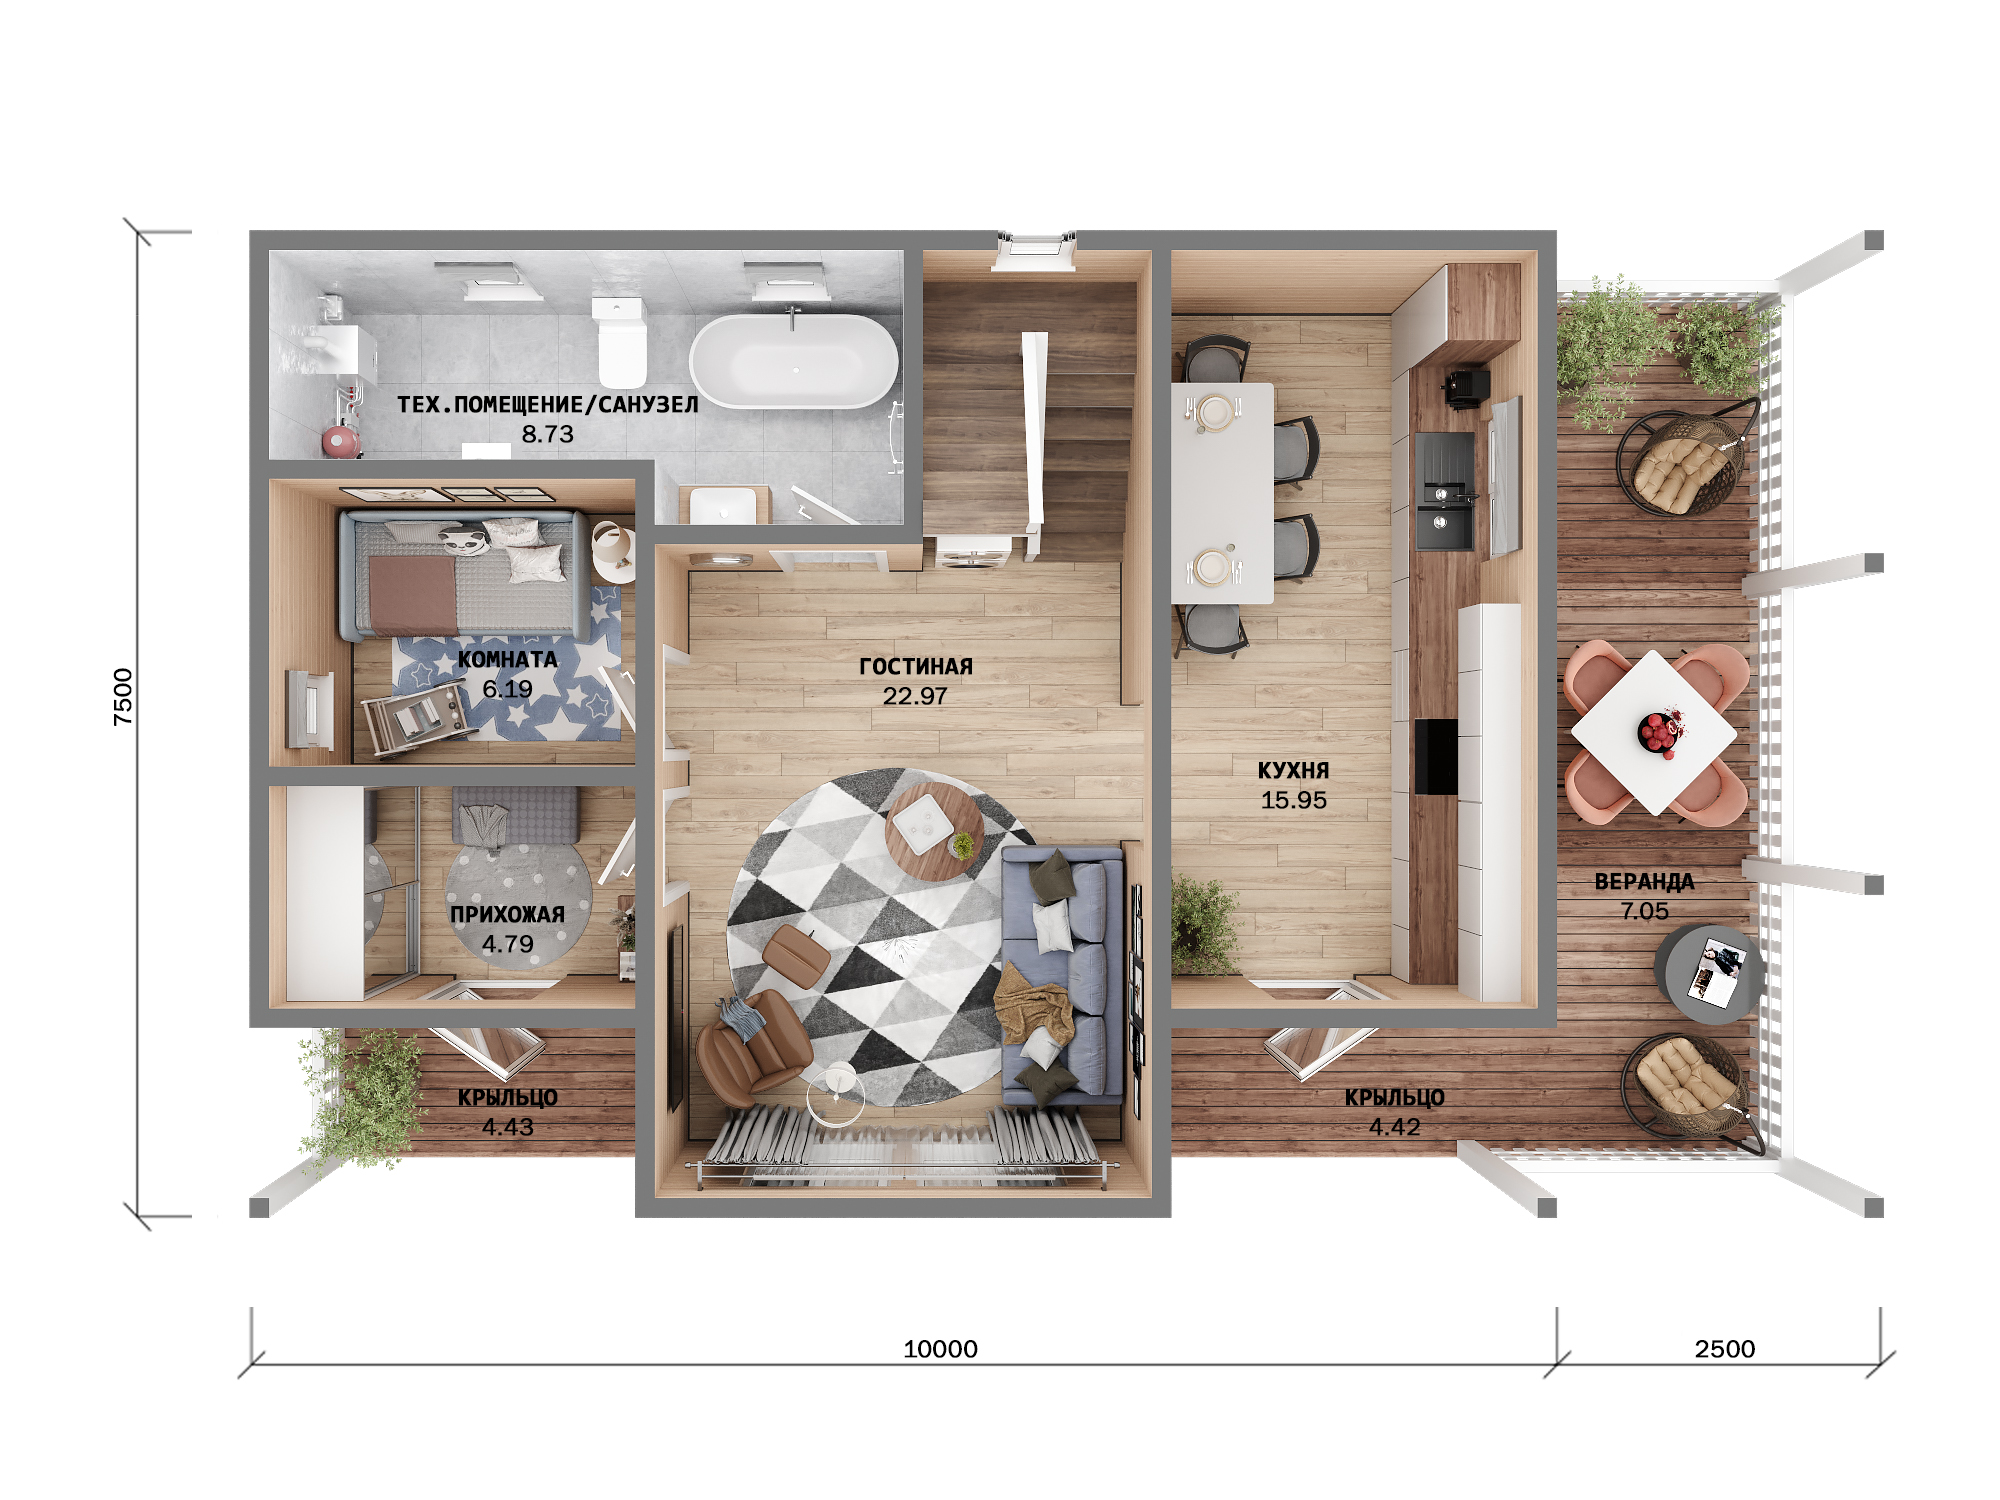 ТЕХ.ПОМЕЩЕНИЕ/САНУЗЕЛ
8.73
КОМНАТА
6.19
ГОСТИНАЯ
22.97
КУХНЯ
15.95
ПРИХОЖАЯ
4.79
ВЕРАНДА
7.05
КРЫЛЬЦО
4.43
КРЫЛЬЦО
4.42
7500
10000
2500